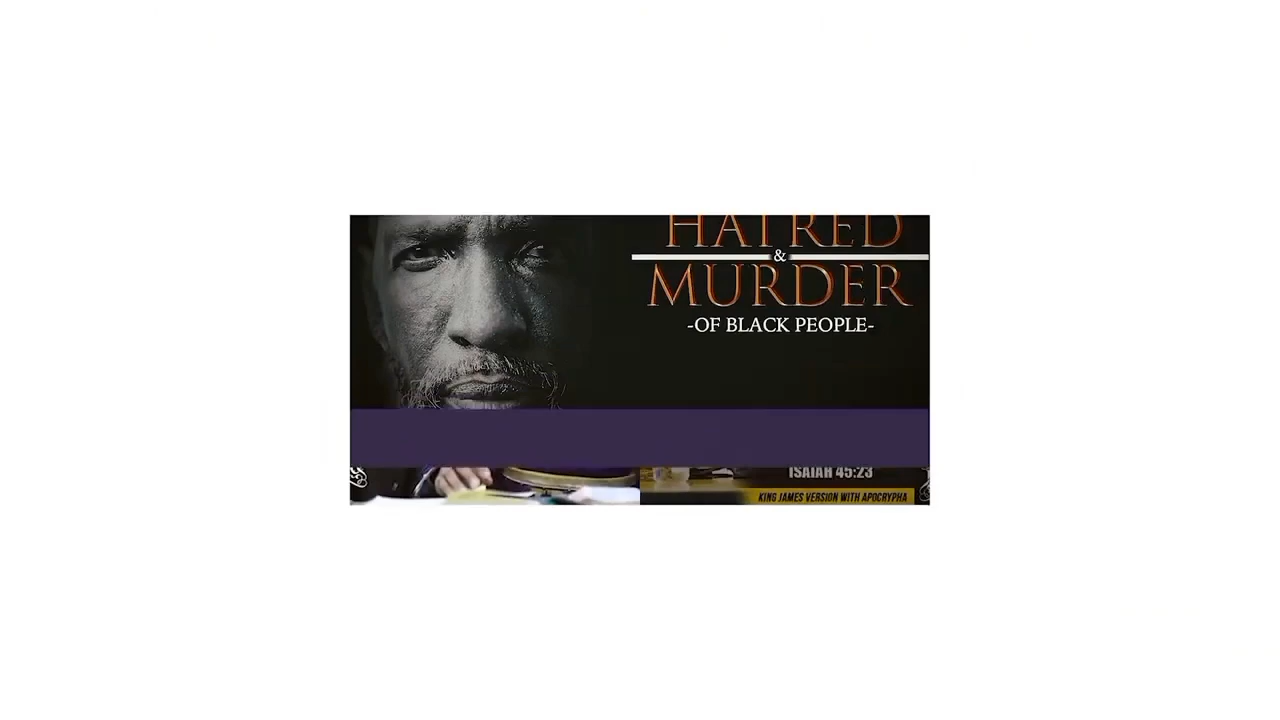 HATRED
&
MURDER
-OF BLACK PEOPLE-
ISAIAH 45:23
KING JAMES VERSION WITH APOCRYPHA